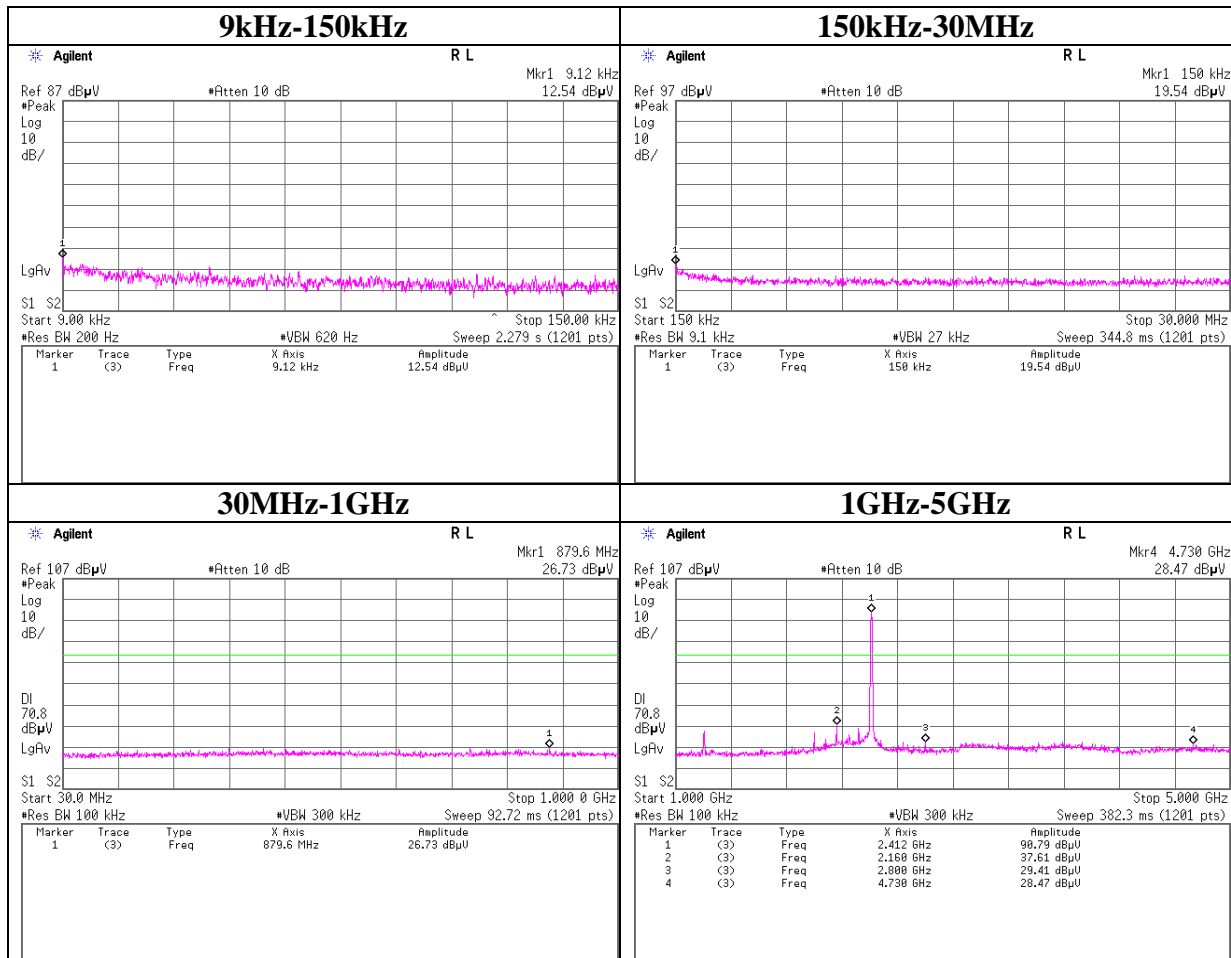 9kHz-150kHz
Agilent
R L
Mkr1 9.12 kHz
Ref 87 dBµV #Atten 10 dB 12.54 dBµV
#Peak
Log
10
dB/
1
LgAv
S1 S2
Start 9.00 kHz ^ Stop 150.00 kHz
#Res BW 200 Hz #VBW 620 Hz Sweep 2.279 s (1201 pts)
Marker Trace Type X Axis Amplitude
1 (3) Freq 9.12 kHz 12.54 dBµV
150kHz-30MHz
Agilent
R L
Mkr1 150 kHz
Ref 97 dBµV #Atten 10 dB 19.54 dBµV
#Peak
Log
10
dB/
1
LgAv
S1 S2
Start 150 kHz Stop 30.000 MHz
#Res BW 9.1 kHz #VBW 27 kHz Sweep 344.8 ms (1201 pts)
Marker Trace Type X Axis Amplitude
1 (3) Freq 150 kHz 19.54 dBµV
30MHz-1GHz
Agilent
R L
Mkr1 879.6 MHz
Ref 107 dBµV #Atten 10 dB 26.73 dBµV
#Peak
Log
10
dB/
DI
70.8
dBµV
1
LgAv
S1 S2
Start 30.0 MHz Stop 1.000 0 GHz
#Res BW 100 kHz #VBW 300 kHz Sweep 92.72 ms (1201 pts)
Marker Trace Type X Axis Amplitude
1 (3) Freq 879.6 MHz 26.73 dBµV
1GHz-5GHz
Agilent
R L
Mkr4 4.730 GHz
Ref 107 dBµV #Atten 10 dB 28.47 dBµV
#Peak
Log
1
10
dB/
DI
70.8
2
dBµV
3
4
LgAv
S1 S2
Start 1.000 GHz Stop 5.000 GHz
#Res BW 100 kHz #VBW 300 kHz Sweep 382.3 ms (1201 pts)
Marker Trace Type X Axis Amplitude
1 (3) Freq 2.412 GHz 90.79 dBµV
2 (3) Freq 2.160 GHz 37.61 dBµV
3 (3) Freq 2.800 GHz 29.41 dBµV
4 (3) Freq 4.730 GHz 28.47 dBµV